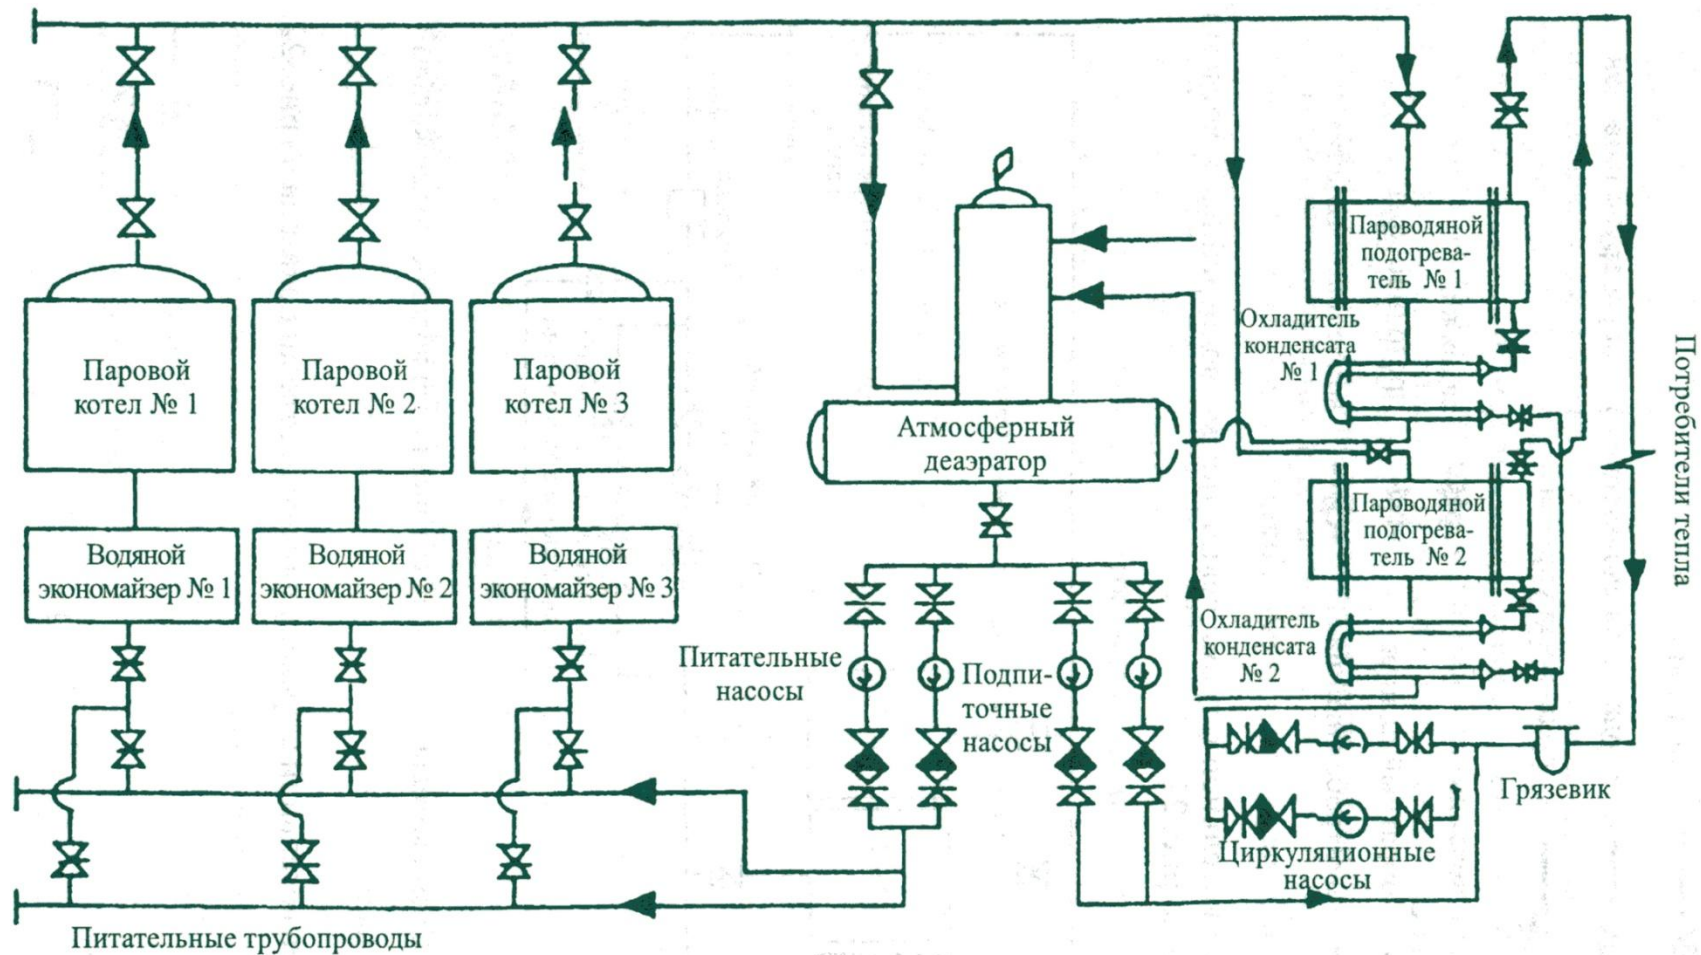 Пароводяной
подогрева-
тель № 1
Охладитель
конденсата
№ 1
Паровой
котел № 1
Паровой
котел № 2
Паровой
котел № 3
Атмосферный
деаэратор
Потребители тепла
Пароводяной
подогрева-
тель № 2
Водяной
экономайзер № 1
Водяной
экономайзер № 2
Водяной
экономайзер № 3
Охладитель
конденсата
№ 2
Питательные
насосы
Подпи-
точные
насосы
Грязевик
Циркуляционные
насосы
Питательные трубопроводы